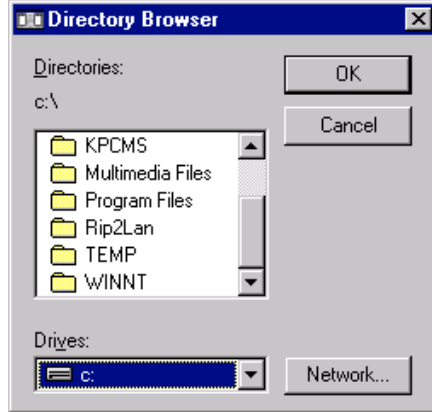 Directory Browser
Directories:
c:\
OK
Cancel
KPCMS
Multimedia Files
Program Files
Rip2Lan
TEMP
WINNT
Drives:
c:
Network...